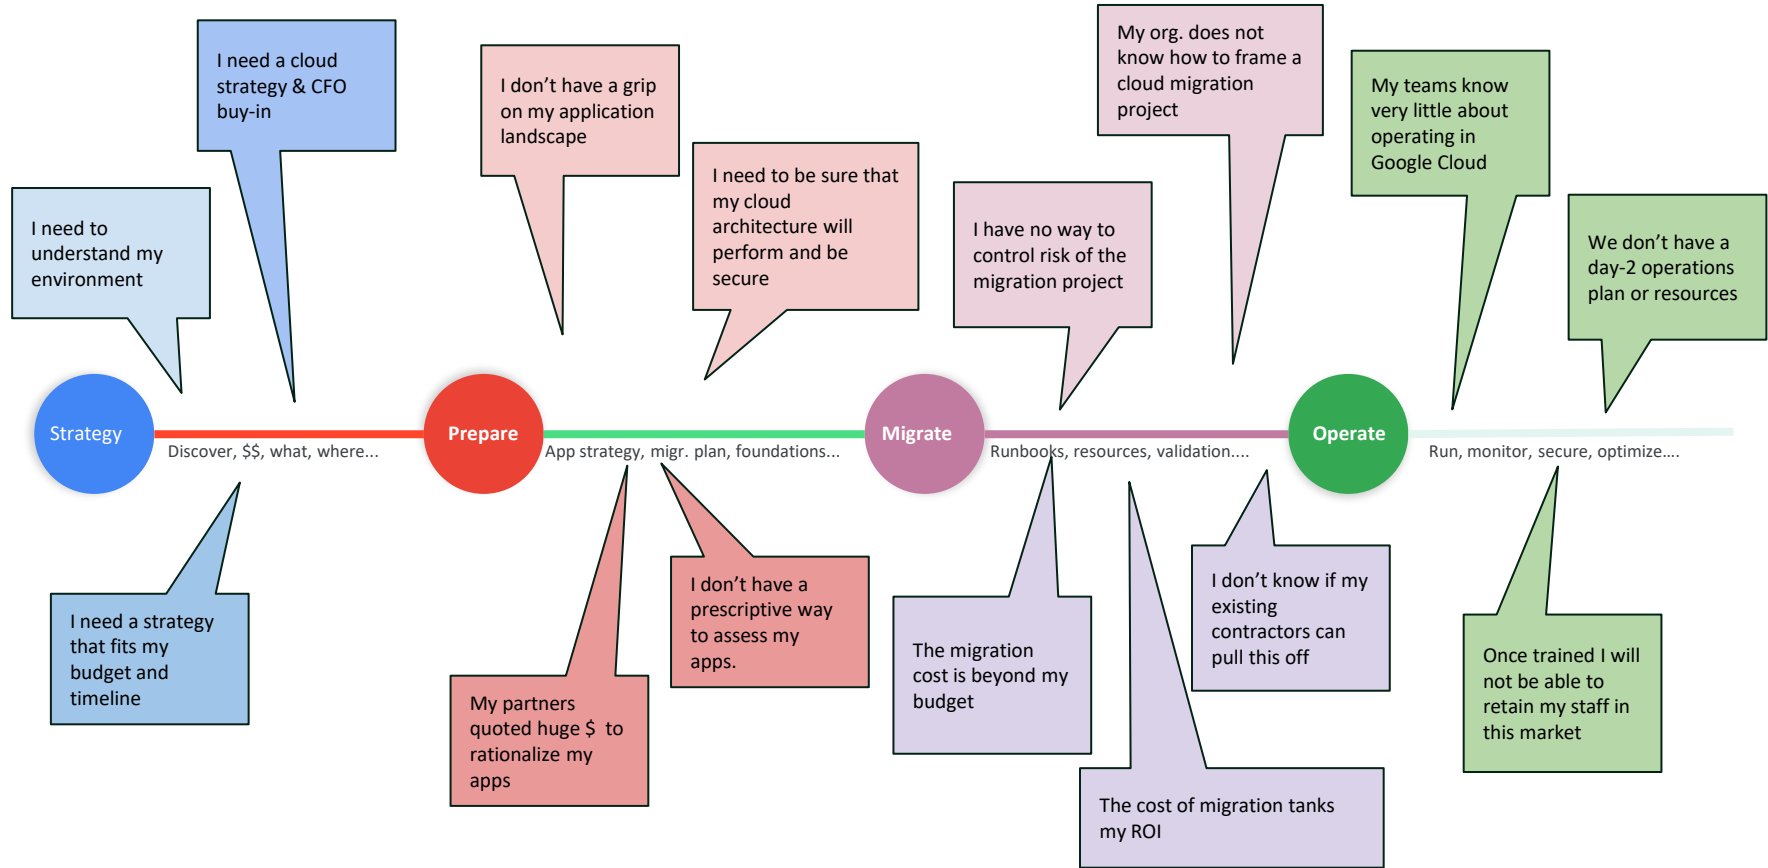 I need a cloud
strategy & CFO
buy-in
I don’t have a grip
on my application
landscape
My org. does not
know how to frame a
cloud migration
project
My teams know
very little about
operating in
Google Cloud
I need to
understand my
environment
I need to be sure that
my cloud
architecture will
perform and be
secure
I have no way to
control risk of the
migration project
We don’t have a
day-2 operations
plan or resources
Strategy
Discover, $$, what, where...
Prepare
App strategy, migr. plan, foundations...
Migrate
Runbooks, resources, validation....
Operate
Run, monitor, secure, optimize....
I need a strategy
that fits my
budget and
timeline
My partners
quoted huge $  to
rationalize my
apps
I don’t have a
prescriptive way
to assess my
apps.
The migration
cost is beyond my
budget
The cost of migration tanks
my ROI
I don’t know if my
existing
contractors can
pull this off
Once trained I will
not be able to
retain my staff in
this market